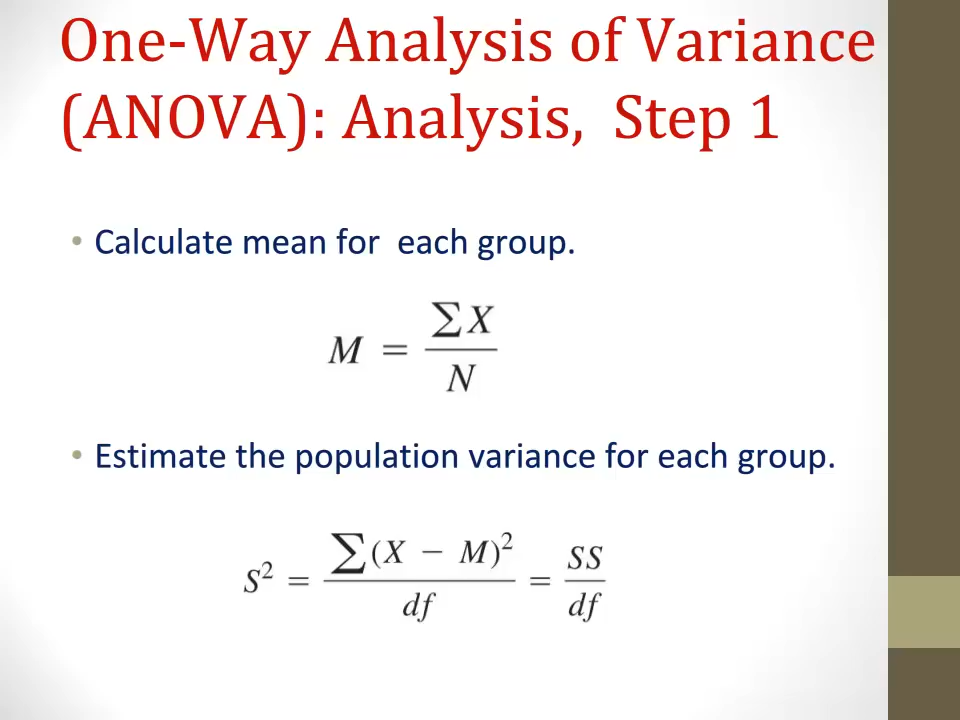 One-Way Analysis of Variance
(ANOVA): Analysis, Step 1
• Calculate mean for each group.
M = ∑X / N
• Estimate the population variance for each group.
S² = ∑(X − M)² / df = SS / df